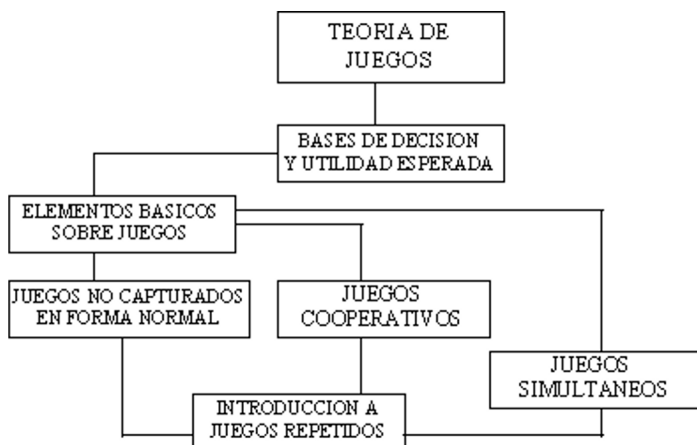 TEORIA DE
JUEGOS
BASES DE DECISION
Y UTILIDAD ESPERADA
ELEMENTOS BASICOS
SOBRE JUEGOS
JUEGOS NO CAPTURADOS
EN FORMA NORMAL
JUEGOS
COOPERATIVOS
JUEGOS
SIMULTANEOS
INTRODUCCION A
JUEGOS REPETIDOS